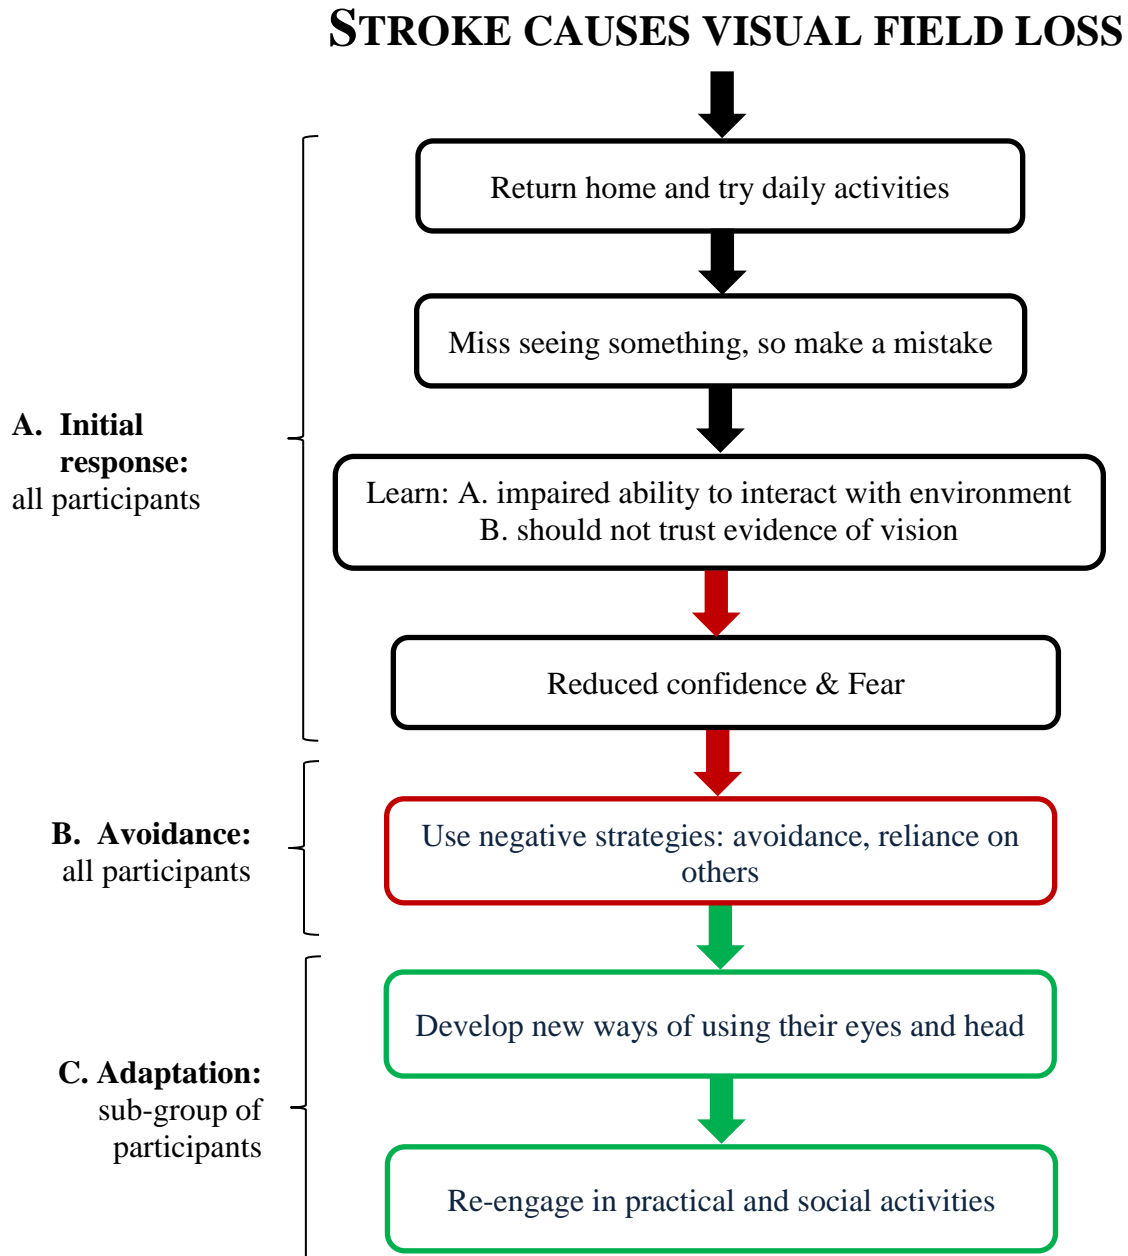 STROKE CAUSES VISUAL FIELD LOSS
Return home and try daily activities
Miss seeing something, so make a mistake
A. Initial
response:
all participants
Learn: A. impaired ability to interact with environment
B. should not trust evidence of vision
Reduced confidence & Fear
B. Avoidance:
all participants
Use negative strategies: avoidance, reliance on
others
Develop new ways of using their eyes and head
C. Adaptation:
sub-group of
participants
Re-engage in practical and social activities